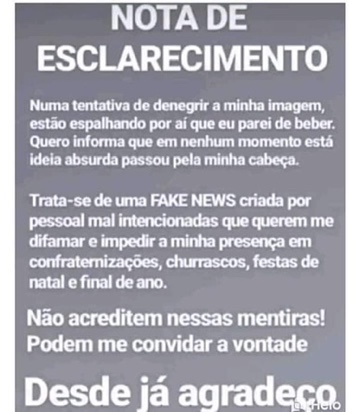 NOTA DE
ESCLARECIMENTO
Numa tentativa de denegrir a minha imagem,
estão espalhando por aí que eu parei de beber.
Quero informa que em nenhum momento está
ideia absurda passou pela minha cabeça.
Trata-se de uma FAKE NEWS criada por
pessoal mal intencionadas que querem me
difamar e impedir a minha presença em
confraternizações, churrascos, festas de
natal e final de ano.
Não acreditem nessas mentiras!
Podem me convidar a vontade
Desde já agradeço
Helo